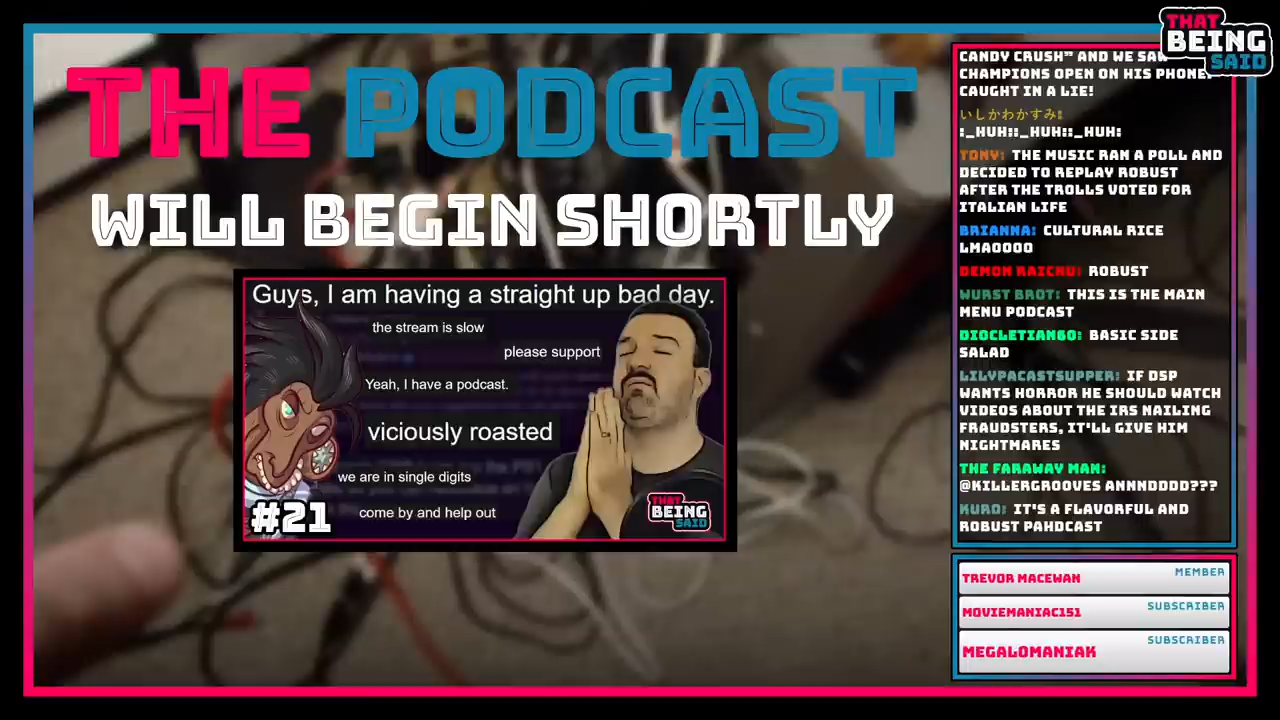 THE PODCAST
WILL BEGIN SHORTLY
Guys, I am having a straight up bad day.
the stream is slow
please support
Yeah, I have a podcast.
viciously roasted
we are in single digits
come by and help out
#21
THAT
BEING
SAID
THAT
BEING
SAID
CANDY CRUSH" AND WE SAW
CHAMPIONS OPEN ON HIS PHONE.
CAUGHT IN A LIE!
いしかわかすみ:
:_HUH::_HUH::_HUH:
TONY: THE MUSIC RAN A POLL AND
DECIDED TO REPLAY ROBUST
AFTER THE TROLLS VOTED FOR
ITALIAN LIFE
BRIANNA: CULTURAL RICE
LMAOOOO
DEMON RAICHU: ROBUST
WURST BROT: THIS IS THE MAIN
MENU PODCAST
DIOCLETIAN60: BASIC SIDE
SALAD
LILYPACASTSUPPER: IF DSP
WANTS HORROR HE SHOULD WATCH
VIDEOS ABOUT THE IRS NAILING
FRAUDSTERS, IT'LL GIVE HIM
NIGHTMARES
THE FARAWAY MAN:
@KILLERGROOVES ANNNDDDD???
KURO: IT'S A FLAVORFUL AND
ROBUST PAHDCAST
TREVOR MACEWAN MEMBER
MOVIEMANIAC151 SUBSCRIBER
MEGALOMANIAK SUBSCRIBER